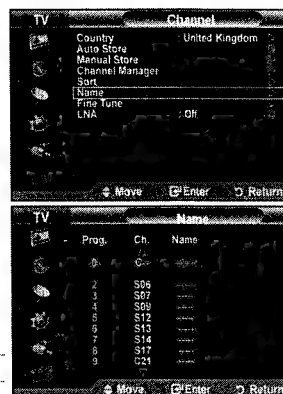 TV Channel
Country : United Kingdom
Auto Store
Manual Store
Channel Manager
Sort
Name
Fine Tune
LNA : Off
Move Enter Return
TV Name
Prog. Ch. Name
0 C--
2 S06
3 S07
4 S09
5 S12
6 S13
7 S14
8 S17
9 C21
Move Enter Return